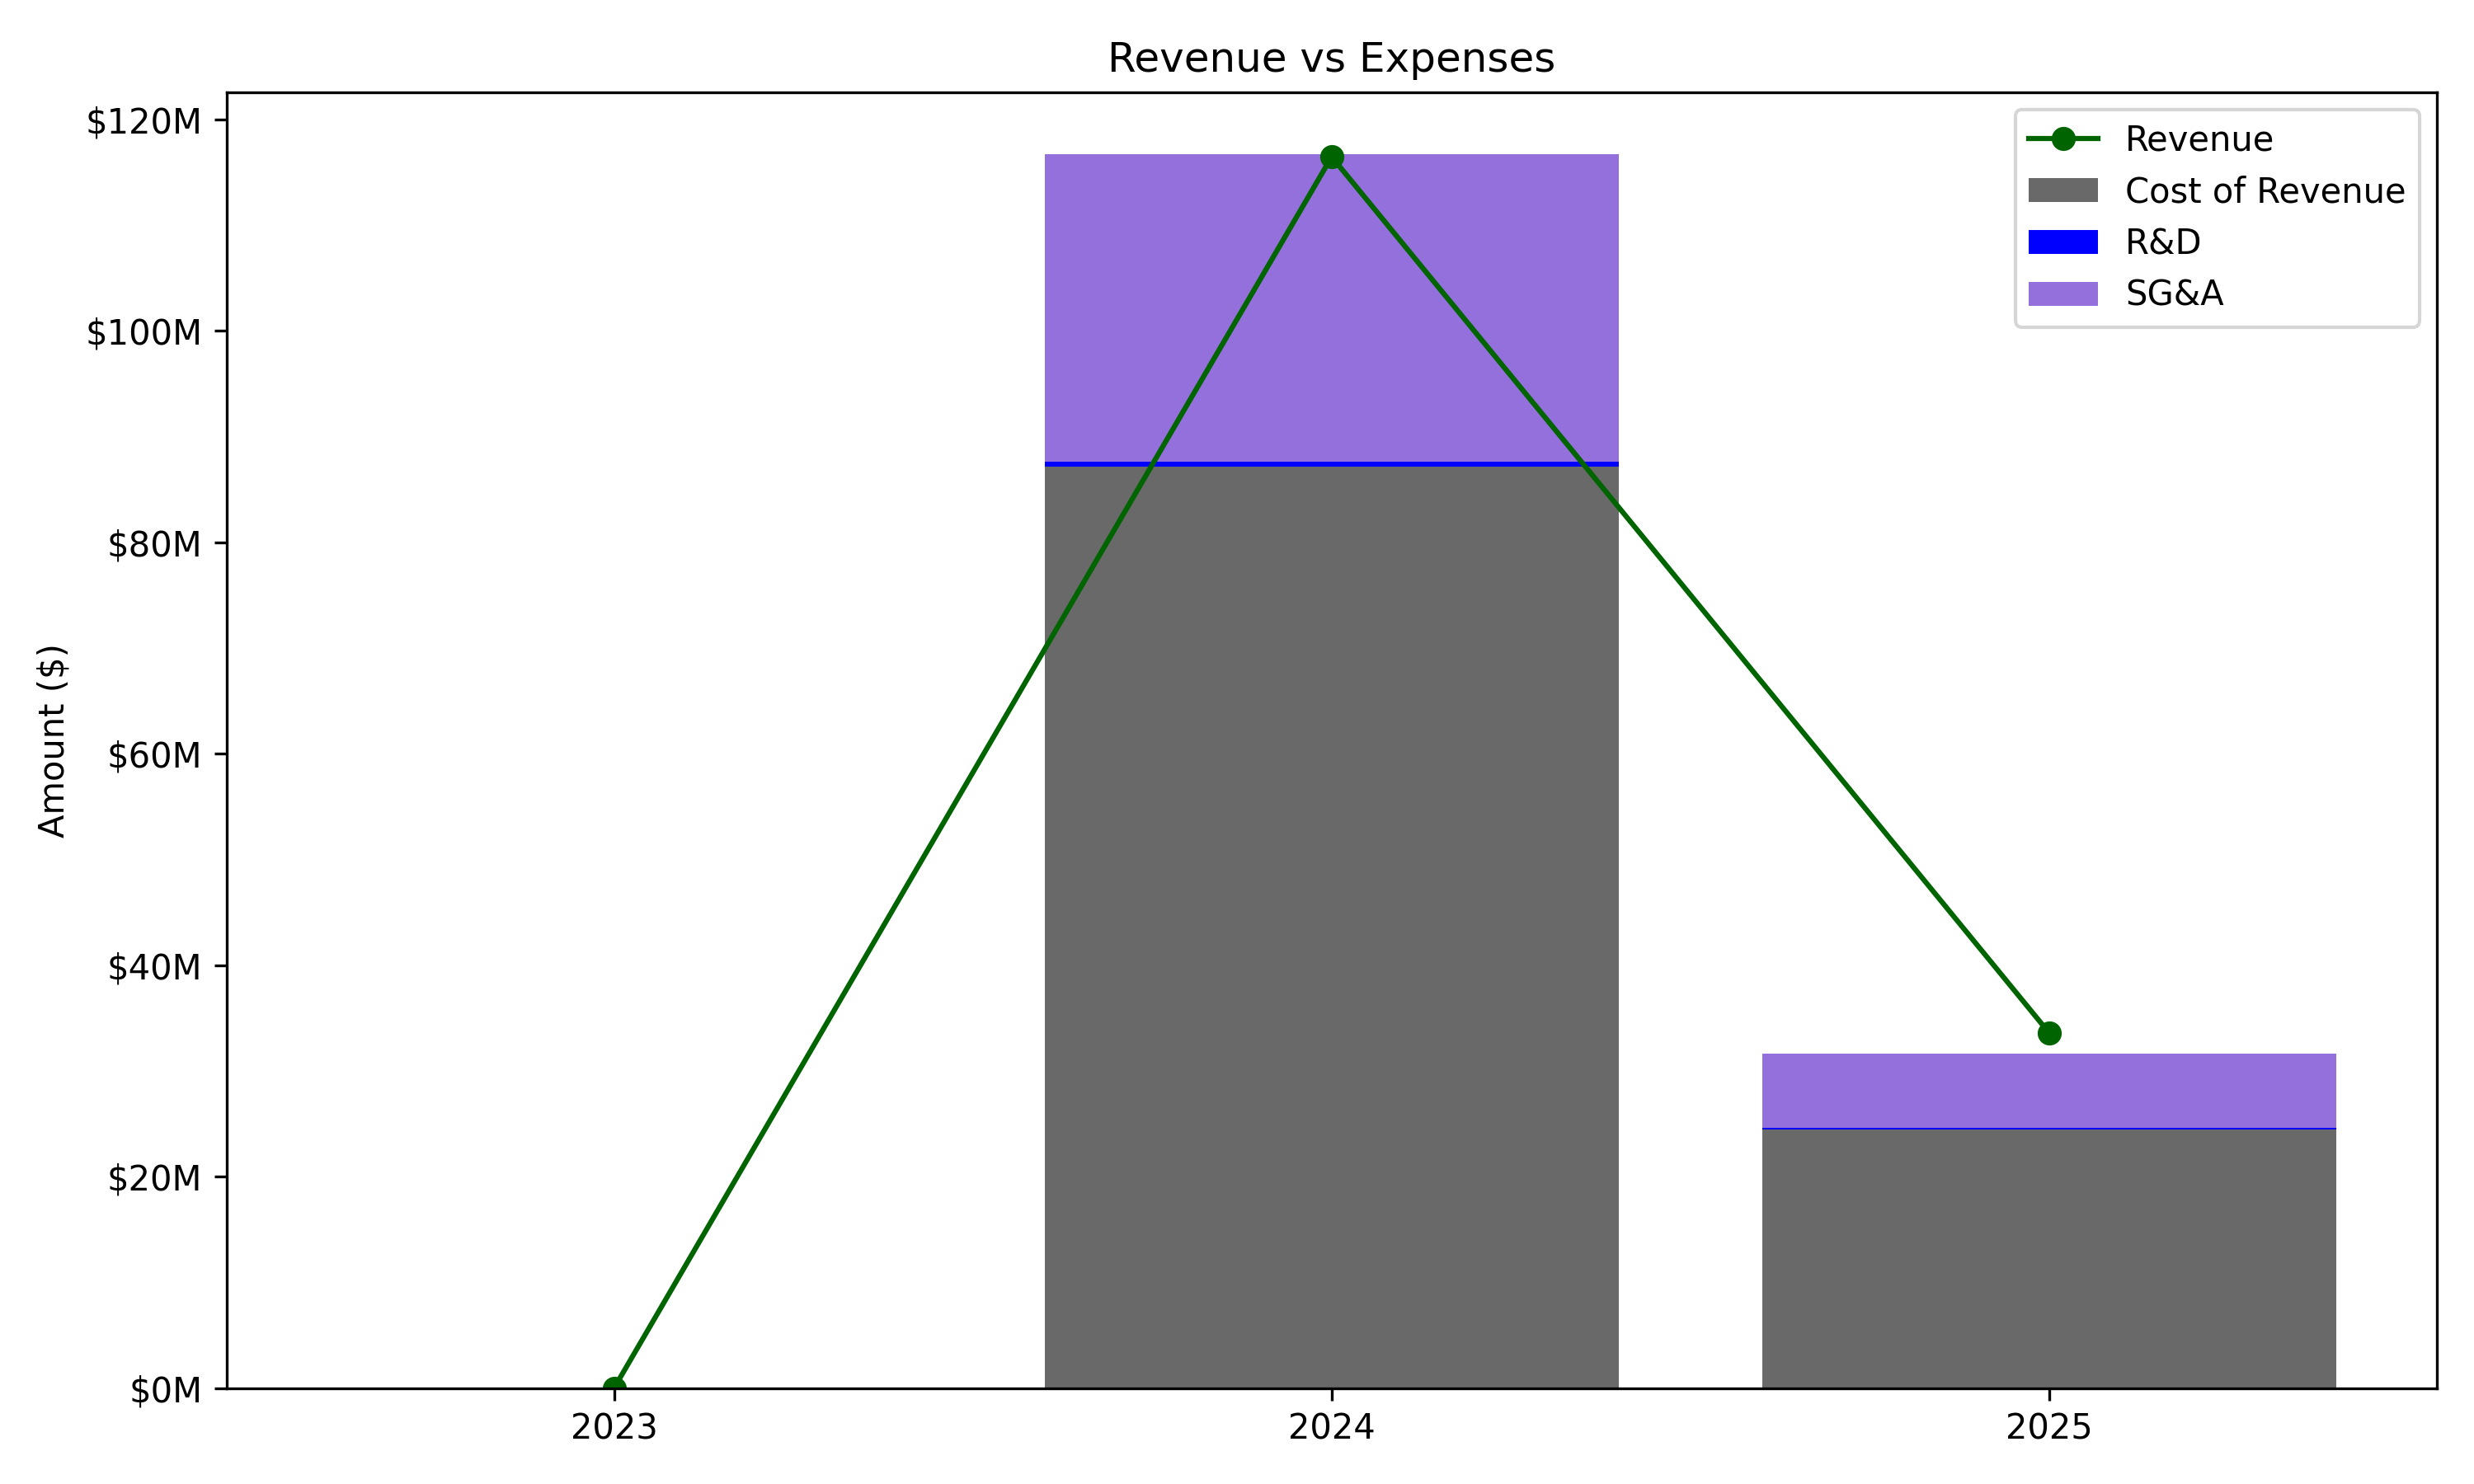 Revenue vs Expenses
Revenue
Cost of Revenue
R&D
SG&A
Amount ($)
$120M
$100M
$80M
$60M
$40M
$20M
$0M
2023
2024
2025